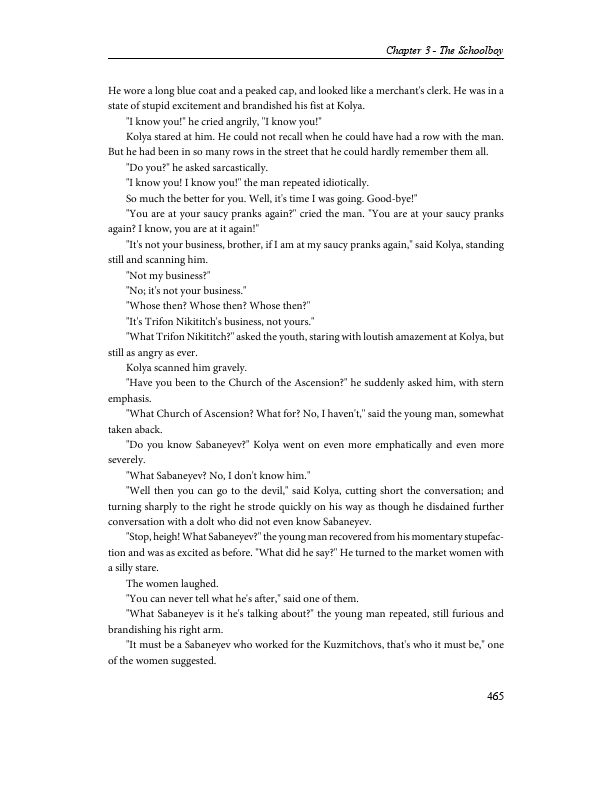 Chapter 3 - The Schoolboy
He wore a long blue coat and a peaked cap, and looked like a merchant's clerk. He was in a
state of stupid excitement and brandished his fist at Kolya.
"I know you!" he cried angrily, "I know you!"
Kolya stared at him. He could not recall when he could have had a row with the man.
But he had been in so many rows in the street that he could hardly remember them all.
"Do you?" he asked sarcastically.
"I know you! I know you!" the man repeated idiotically.
So much the better for you. Well, it's time I was going. Good-bye!"
"You are at your saucy pranks again?" cried the man. "You are at your saucy pranks
again? I know, you are at it again!"
"It's not your business, brother, if I am at my saucy pranks again," said Kolya, standing
still and scanning him.
"Not my business?"
"No; it's not your business."
"Whose then? Whose then? Whose then?"
"It's Trifon Nikititch's business, not yours."
"What Trifon Nikititch?" asked the youth, staring with loutish amazement at Kolya, but
still as angry as ever.
Kolya scanned him gravely.
"Have you been to the Church of the Ascension?" he suddenly asked him, with stern
emphasis.
"What Church of Ascension? What for? No, I haven't," said the young man, somewhat
taken aback.
"Do you know Sabaneyev?" Kolya went on even more emphatically and even more
severely.
"What Sabaneyev? No, I don't know him."
"Well then you can go to the devil," said Kolya, cutting short the conversation; and
turning sharply to the right he strode quickly on his way as though he disdained further
conversation with a dolt who did not even know Sabaneyev.
"Stop, heigh! What Sabaneyev?" the young man recovered from his momentary stupefac-
tion and was as excited as before. "What did he say?" He turned to the market women with
a silly stare.
The women laughed.
"You can never tell what he's after," said one of them.
"What Sabaneyev is it he's talking about?" the young man repeated, still furious and
brandishing his right arm.
"It must be a Sabaneyev who worked for the Kuzmitchovs, that's who it must be," one
of the women suggested.
465